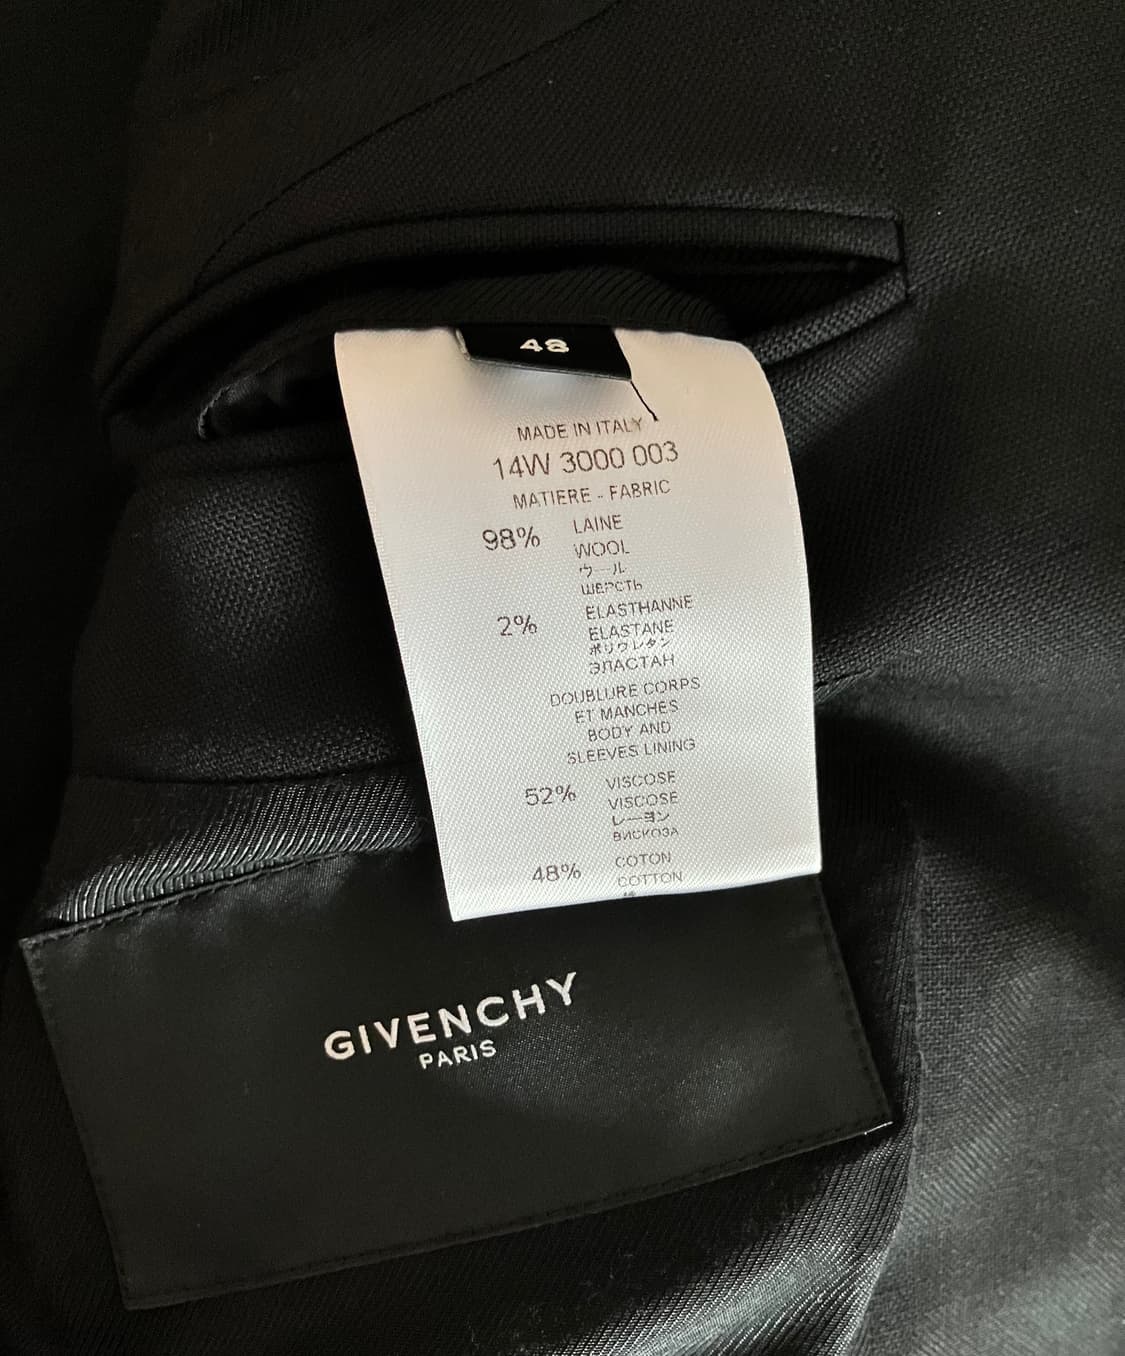 48
MADE IN ITALY
14W 3000 003
MATIERE - FABRIC
98% LAINE
WOOL
ウール
ШЕРСТЬ
2% ELASTHANNE
ELASTANE
ポリウレタン
ЭЛАСТАН
DOUBLURE CORPS
ET MANCHES
BODY AND
SLEEVES LINING
52% VISCOSE
VISCOSE
レーヨン
ВИСКОЗА
48% COTON
COTTON
GIVENCHY
PARIS